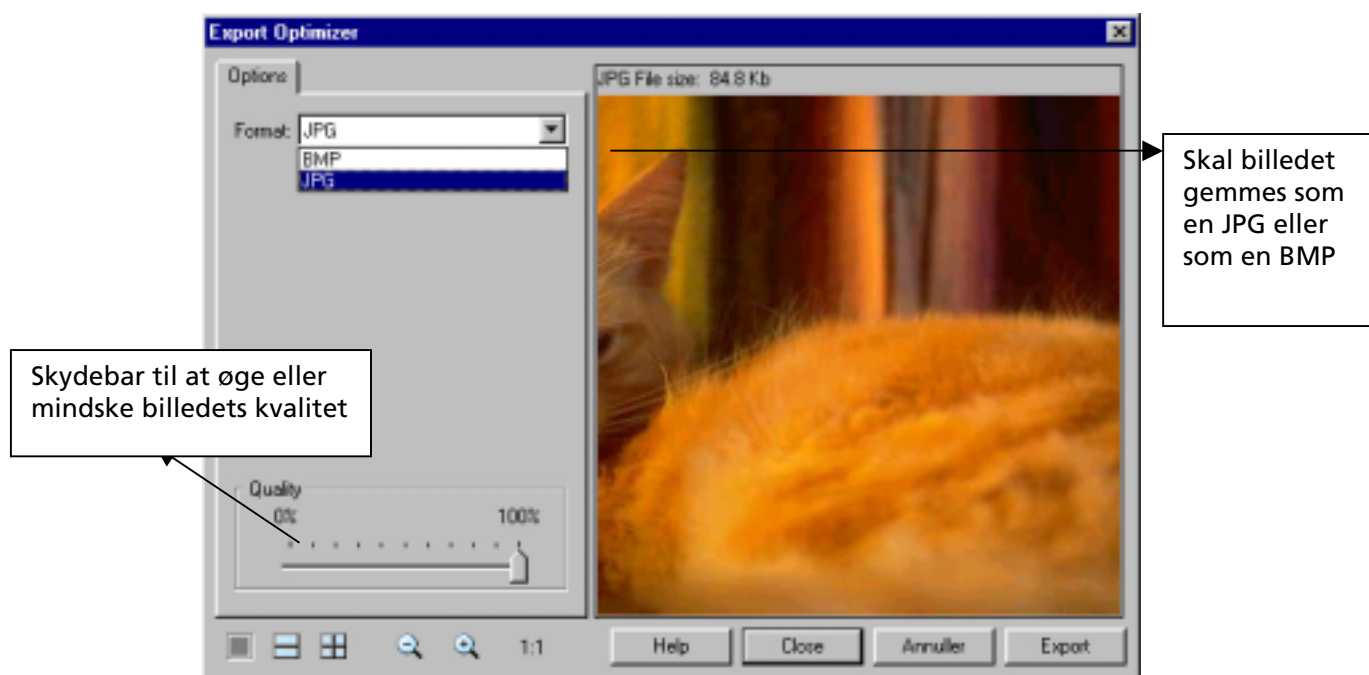 Export Optimizer
Options
JPG File size: 84.8 Kb
Format: JPG
BMP
JPG
Skal billedet
gemmes som
en JPG eller
som en BMP
Skydebar til at øge eller
mindske billedets kvalitet
Quality
0% 100%
1:1 Help Close Annuller Export